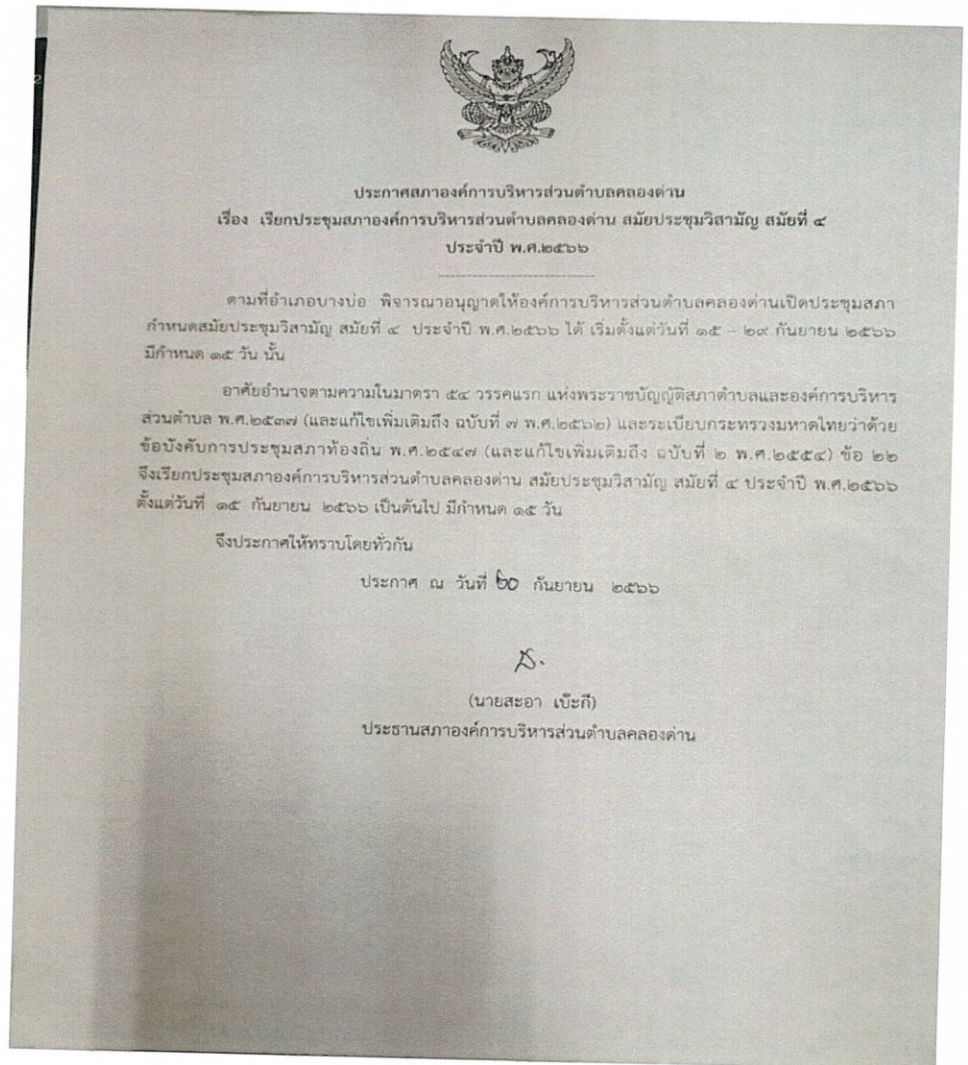 ประกาศสภาองค์การบริหารส่วนตำบลคลองด่าน
เรื่อง เรียกประชุมสภาองค์การบริหารส่วนตำบลคลองด่าน สมัยประชุมวิสามัญ สมัยที่ ๔
ประจำปี พ.ศ.๒๕๖๖
ตามที่อำเภอบางบ่อ พิจารณาอนุญาตให้องค์การบริหารส่วนตำบลคลองด่านเปิดประชุมสภา
กำหนดสมัยประชุมวิสามัญ สมัยที่ ๔ ประจำปี พ.ศ.๒๕๖๖ ได้ เริ่มตั้งแต่วันที่ ๑๕ - ๒๙ กันยายน ๒๕๖๖
มีกำหนด ๑๕ วัน นั้น
อาศัยอำนาจตามความในมาตรา ๕๔ วรรคแรก แห่งพระราชบัญญัติสภาตำบลและองค์การบริหาร
ส่วนตำบล พ.ศ.๒๕๓๗ (และแก้ไขเพิ่มเติมถึง ฉบับที่ ๗ พ.ศ.๒๕๖๒) และระเบียบกระทรวงมหาดไทยว่าด้วย
ข้อบังคับการประชุมสภาท้องถิ่น พ.ศ.๒๕๔๗ (และแก้ไขเพิ่มเติมถึง ฉบับที่ ๒ พ.ศ.๒๕๕๔) ข้อ ๒๒
จึงเรียกประชุมสภาองค์การบริหารส่วนตำบลคลองด่าน สมัยประชุมวิสามัญ สมัยที่ ๔ ประจำปี พ.ศ.๒๕๖๖
ตั้งแต่วันที่ ๑๕ กันยายน ๒๕๖๖ เป็นต้นไป มีกำหนด ๑๕ วัน
จึงประกาศให้ทราบโดยทั่วกัน
ประกาศ ณ วันที่ กันยายน ๒๕๖๖
(นายสะอา เบ๊ะกี)
ประธานสภาองค์การบริหารส่วนตำบลคลองด่าน